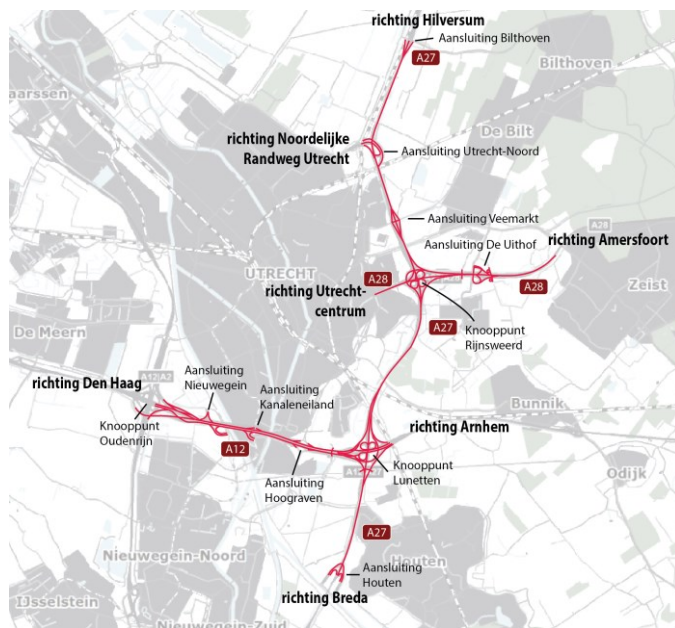 richting Hilversum
Aansluiting Bilthoven
A27
Bilthoven
aarssen
De Bilt
richting Noordelijke
Randweg Utrecht
Aansluiting Utrecht-Noord
Aansluiting Veemarkt
A28
Aansluiting De Uithof
richting Amersfoort
UTRECHT
A28
richting Utrecht-
centrum
A28
Zeist
A27
Knooppunt
Rijnsweerd
De Meern
Aansluiting
Nieuwegein
richting Den Haag
A12
A2
Aansluiting
Kanaleneiland
Bunnik
Knooppunt
Oudenrijn
richting Arnhem
A12
Aansluiting
Hoograven
Knooppunt
Lunetten
Odijk
A27
Nieuwegein-Noord
Houten
Aansluiting
Houten
IJsselstein
richting Breda
Nieuwegein-Zuid